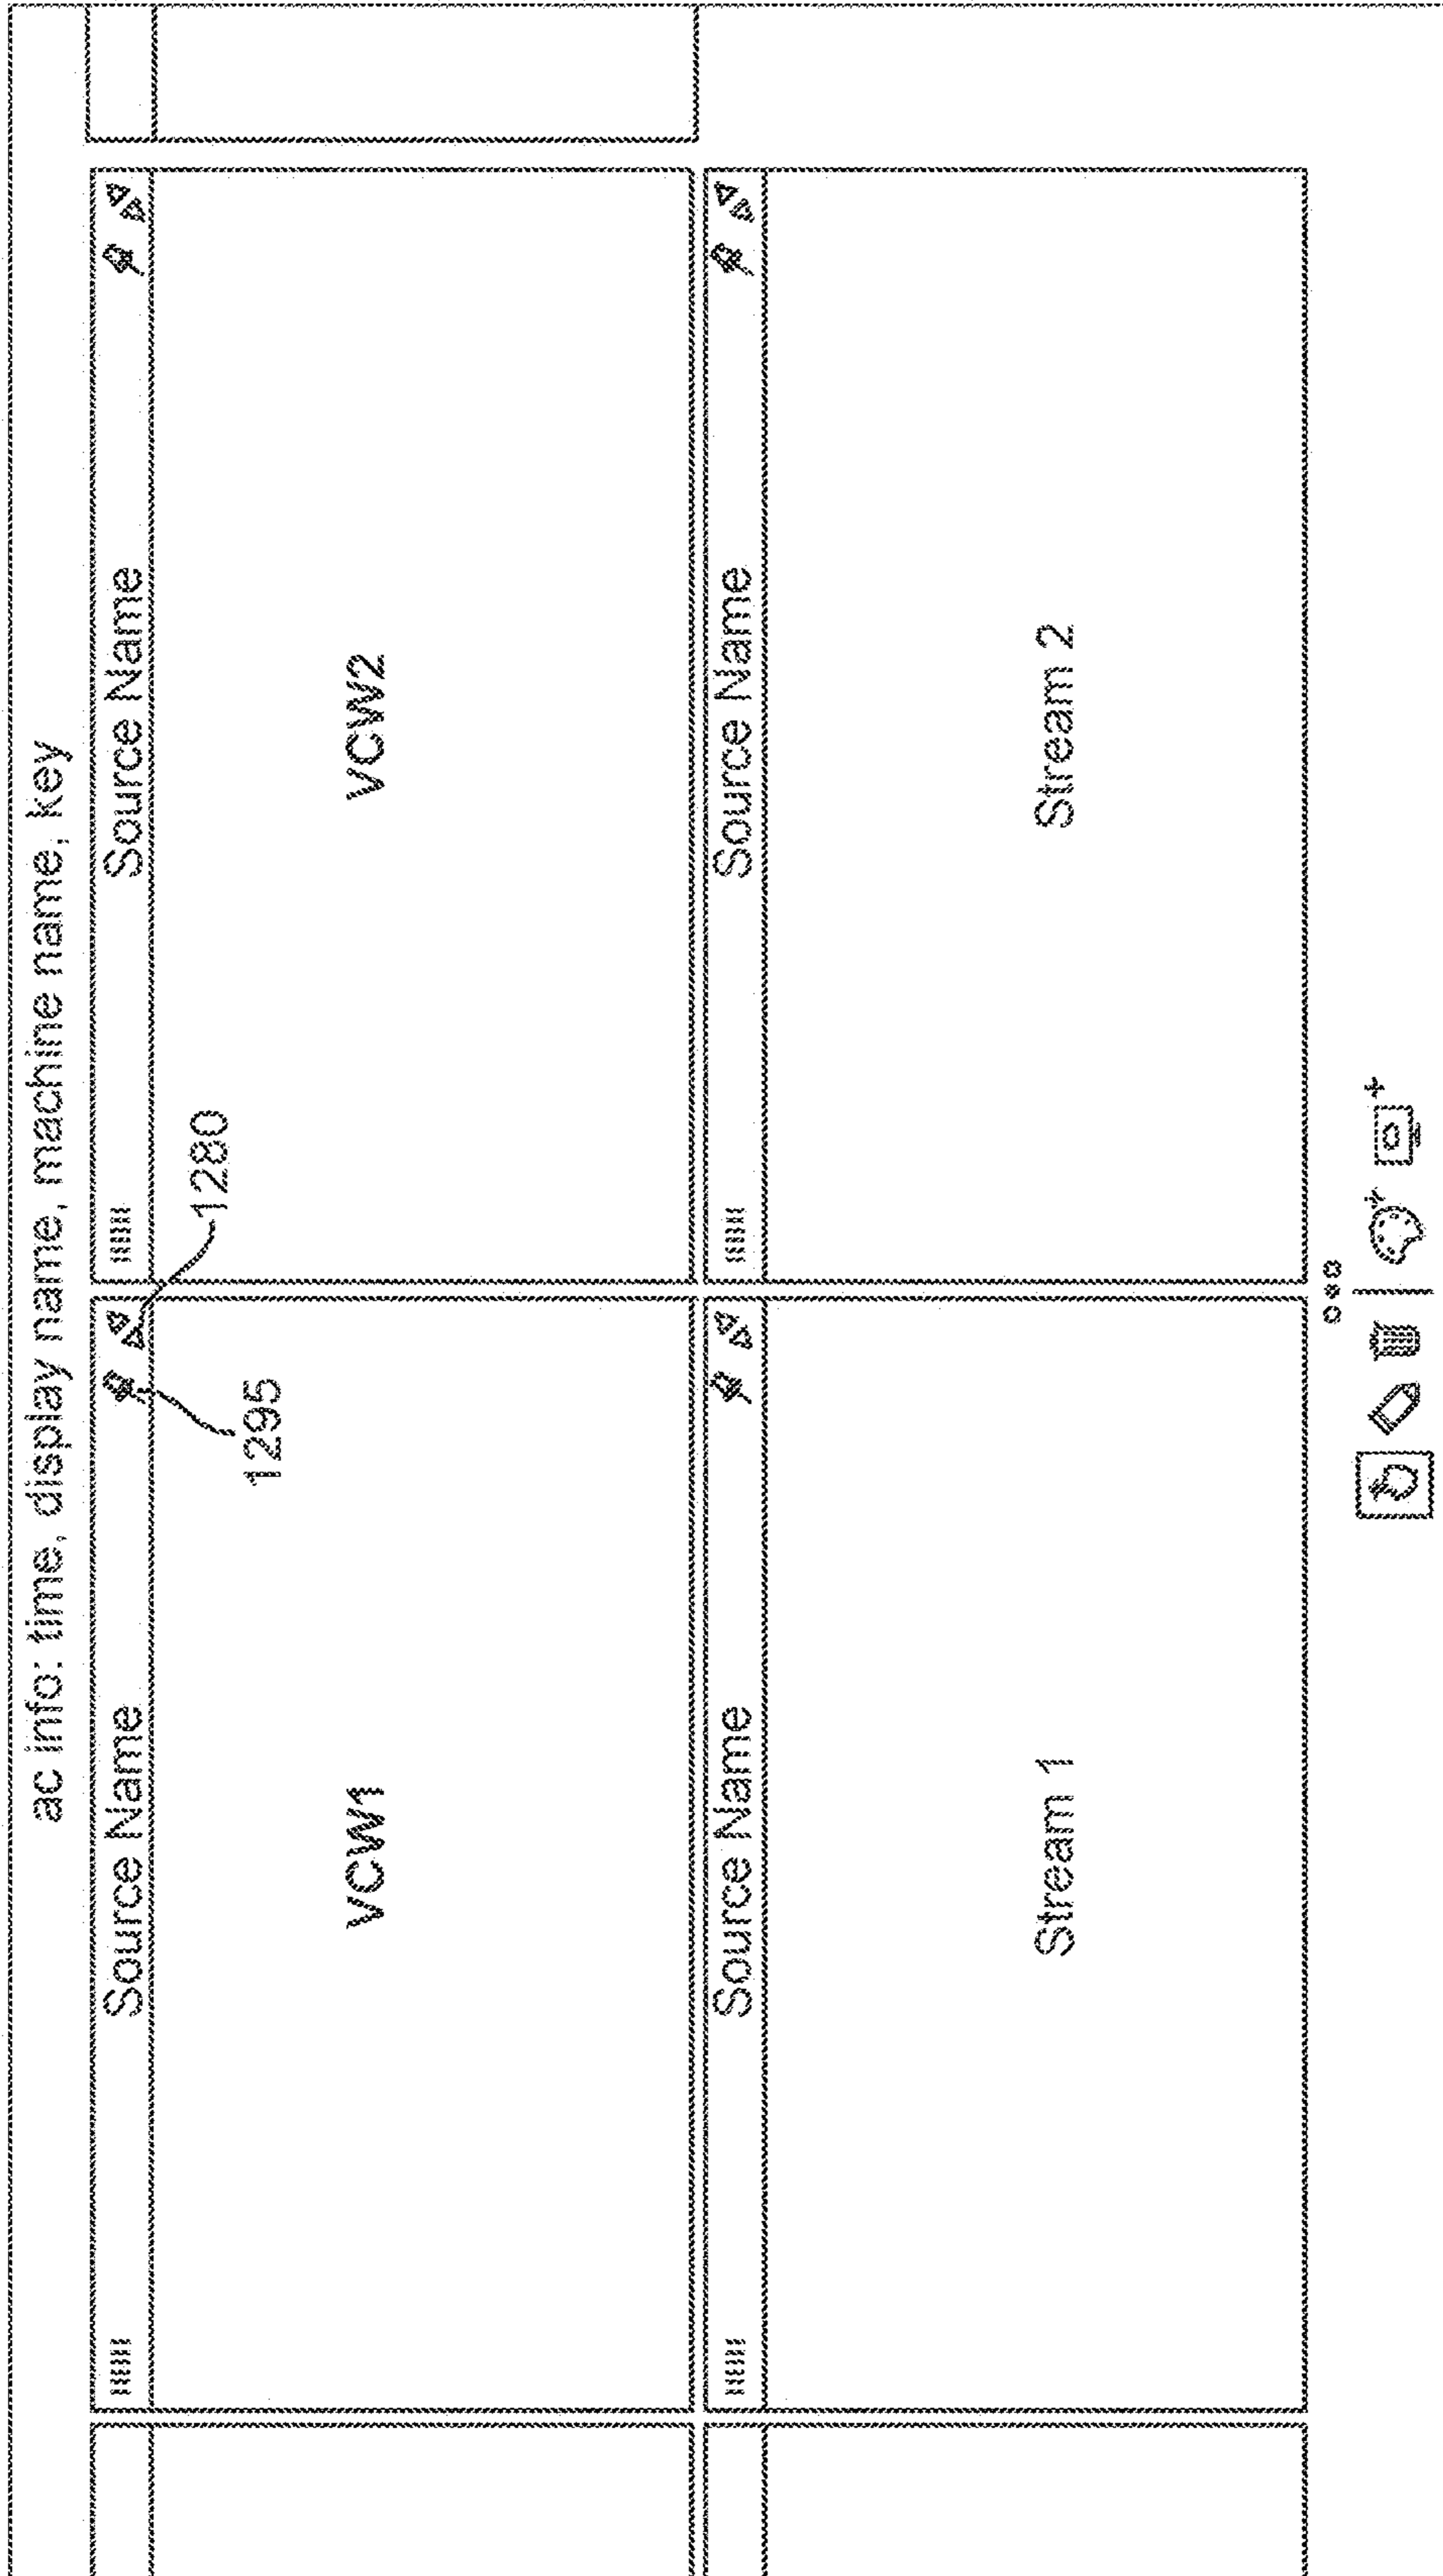 ac info: time, display name, machine name, key
Source Name
Source Name
1295
1280
VCW1
VCW2
Source Name
Source Name
Stream 1
Stream 2